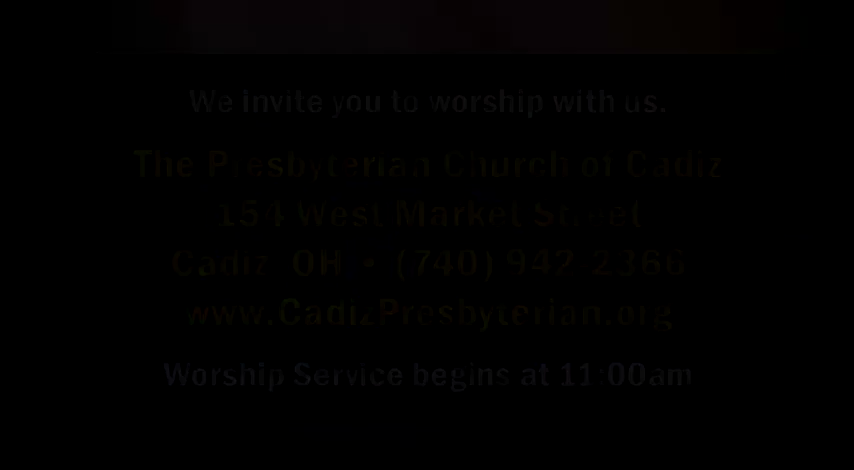 We invite you to worship with us.
The Presbyterian Church of Cadiz
154 West Market Street
Cadiz, OH • (740) 942-2366
www.CadizPresbyterian.org
Worship Service begins at 11:00am